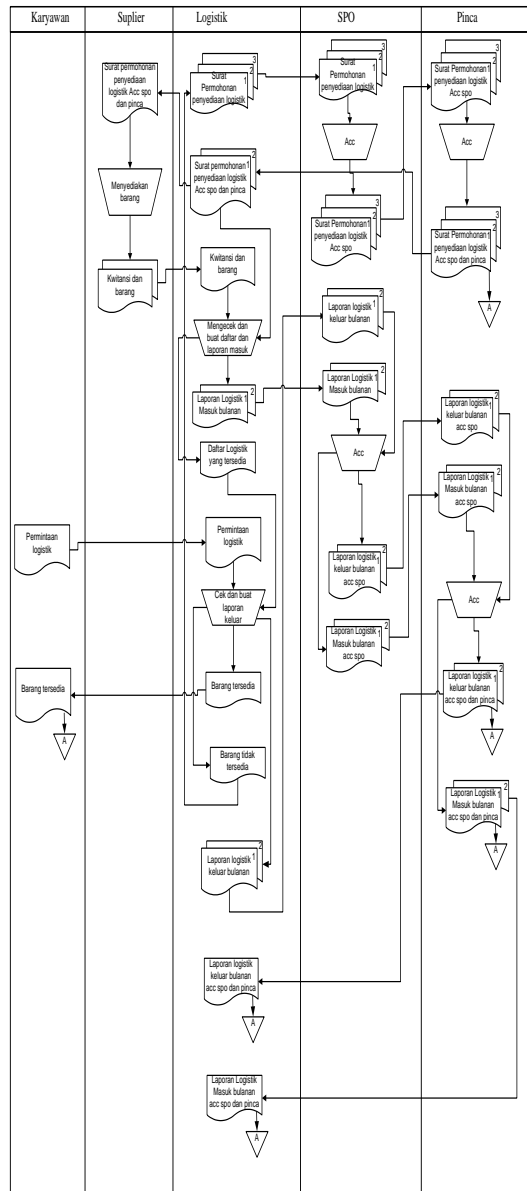 Karyawan
Suplier
Logistik
SPO
Pinca
Surat permohonan
penyediaan
logistik Acc spo
dan pinca
Menyediakan
barang
Kwitansi dan
barang
3
2
1
Surat
Permohonan
penyediaan logistik
2
1
Surat permohonan
penyediaan logistik
Acc spo dan pinca
Kwitansi dan
barang
Mengecek dan
buat daftar dan
laporan masuk
2
1
Laporan Logistik
Masuk bulanan
Daftar Logistik
yang tersedia
3
2
1
Surat
Permohonan
penyediaan logistik
Acc
3
2
1
Surat Permohonan
penyediaan logistik
Acc spo
2
1
Laporan logistik
keluar bulanan
2
1
Laporan Logistik
Masuk bulanan
Acc
2
1
Laporan logistik
keluar bulanan
acc spo
2
1
Laporan Logistik
Masuk bulanan
acc spo
3
2
1
Surat Permohonan
penyediaan logistik
Acc spo
Acc
3
2
1
Surat Permohonan
penyediaan logistik
Acc spo dan pinca
A
2
1
Laporan logistik
keluar bulanan
acc spo
2
1
Laporan Logistik
Masuk bulanan
acc spo
Acc
2
1
Laporan logistik
keluar bulanan
acc spo dan pinca
A
2
1
Laporan Logistik
Masuk bulanan
acc spo dan pinca
A
Permintaan
logistik
Permintaan
logistik
Cek dan buat
laporan
keluar
Barang tersedia
A
Barang tersedia
Barang tidak
tersedia
2
1
Laporan logistik
keluar bulanan
Laporan logistik
keluar bulanan
acc spo dan pinca
A
Laporan Logistik
Masuk bulanan
acc spo dan pinca
A